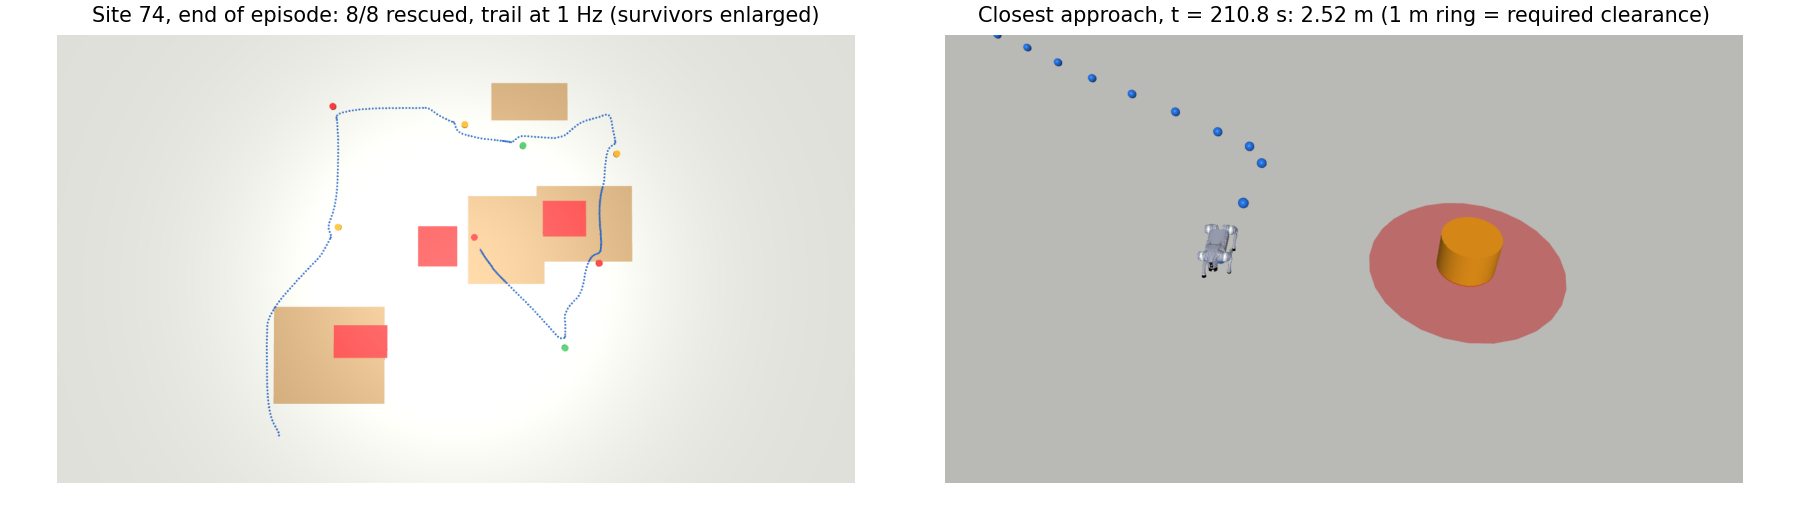 Site 74, end of episode: 8/8 rescued, trail at 1 Hz (survivors enlarged)
Closest approach, t = 210.8 s: 2.52 m (1 m ring = required clearance)